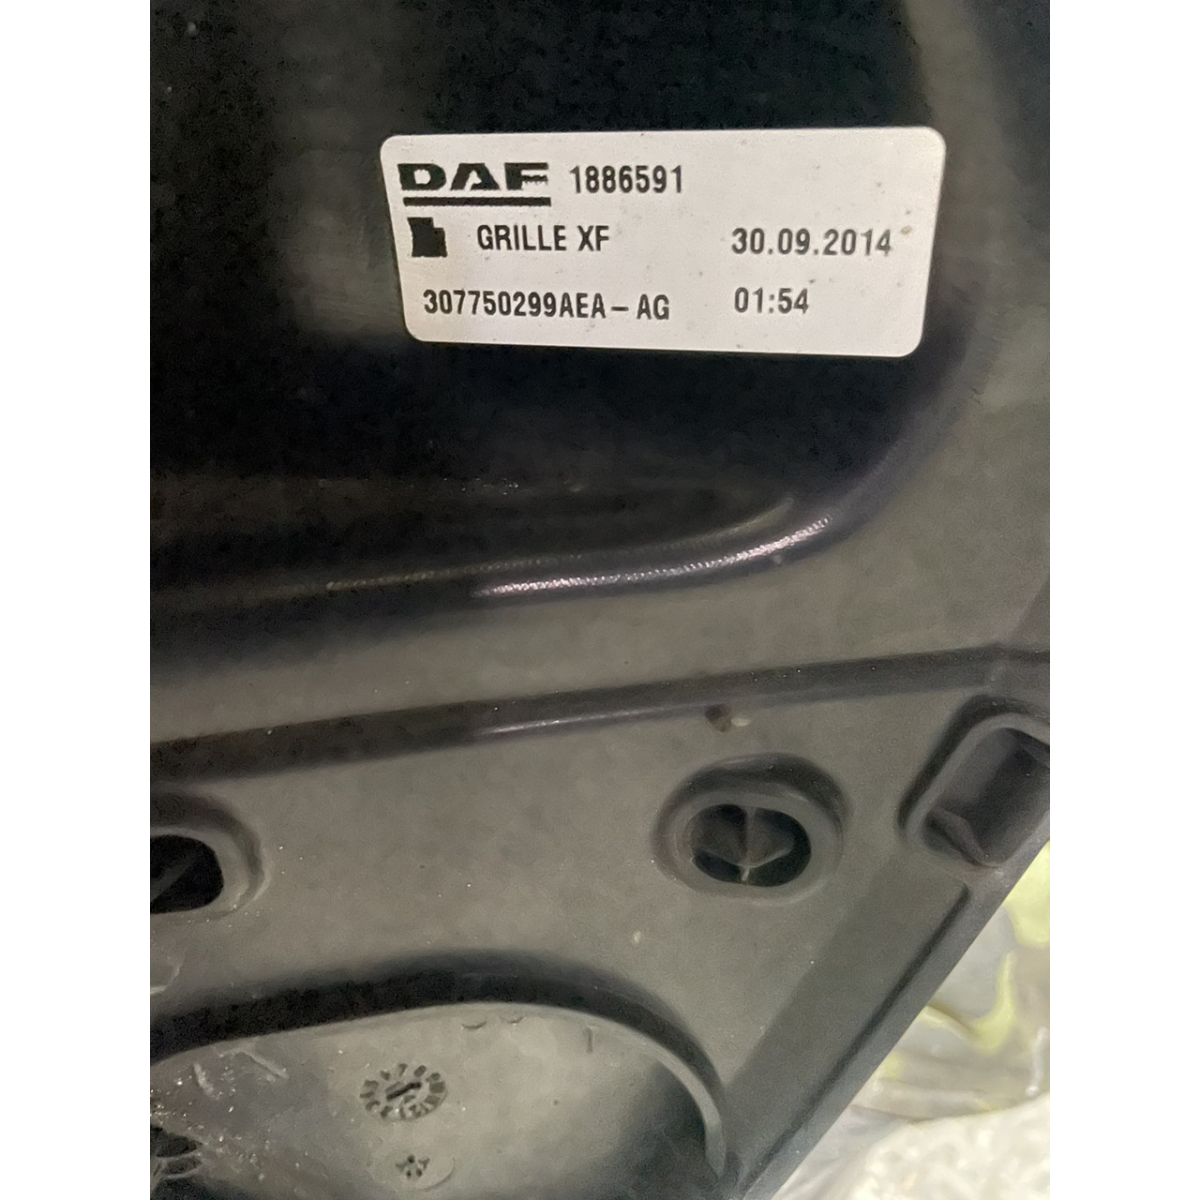 DAF 1886591
GRILLE XF 30.09.2014
307750299AEA-AG 01:54